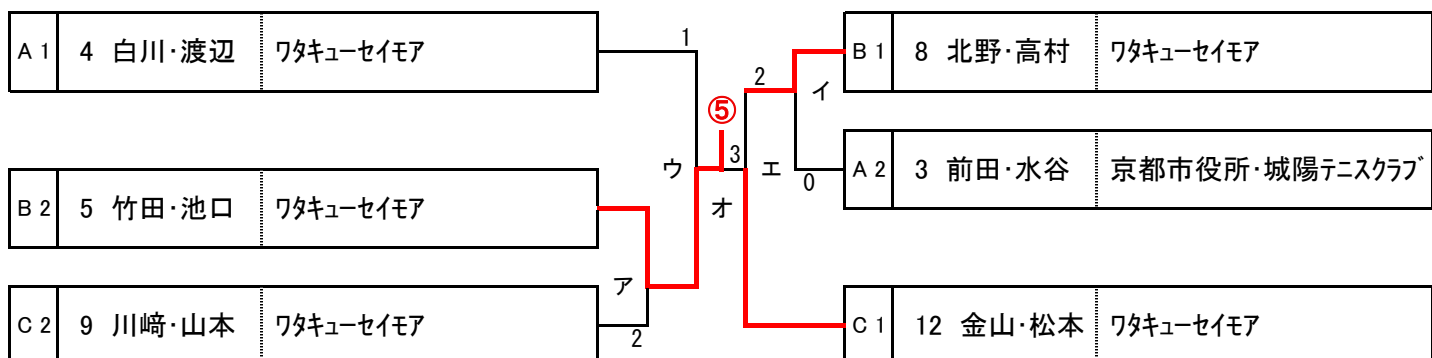 A 1 4 白川・渡辺 ワタキューセイモア
1
2
B 1 8 北野・高村 ワタキューセイモア
イ
⑤
ウ
3
エ
0
A 2 3 前田・水谷 京都市役所・城陽テニスクラブ
B 2 5 竹田・池口 ワタキューセイモア
オ
ア
C 2 9 川﨑・山本 ワタキューセイモア
2
C 1 12 金山・松本 ワタキューセイモア